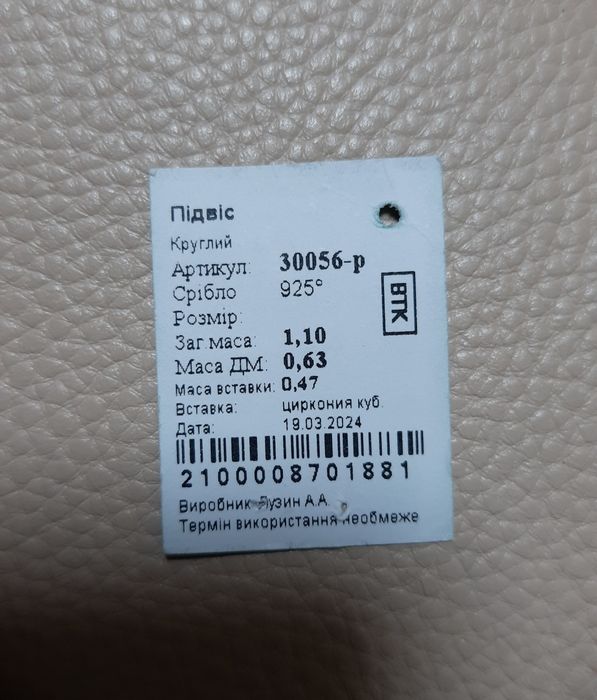 Підвіс
Круглий
Артикул: 30056-р
Срібло 925°
Розмір:
ВТК
Заг.маса: 1,10
Маса ДМ: 0,63
Маса вставки: 0,47
Вставка: циркония куб.
Дата: 19.03.2024
2100008701881
Виробник А.А.
Термін використання необмеже